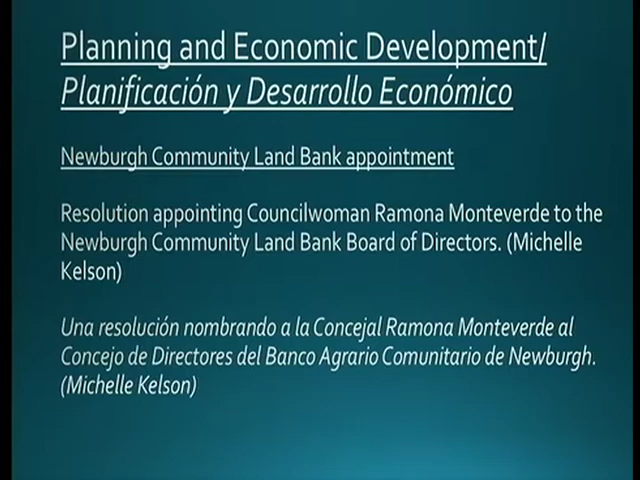 Planning and Economic Development/
Planificación y Desarrollo Económico
Newburgh Community Land Bank appointment
Resolution appointing Councilwoman Ramona Monteverde to the
Newburgh Community Land Bank Board of Directors. (Michelle
Kelson)
Una resolución nombrando a la Concejal Ramona Monteverde al
Concejo de Directores del Banco Agrario Comunitario de Newburgh.
(Michelle Kelson)